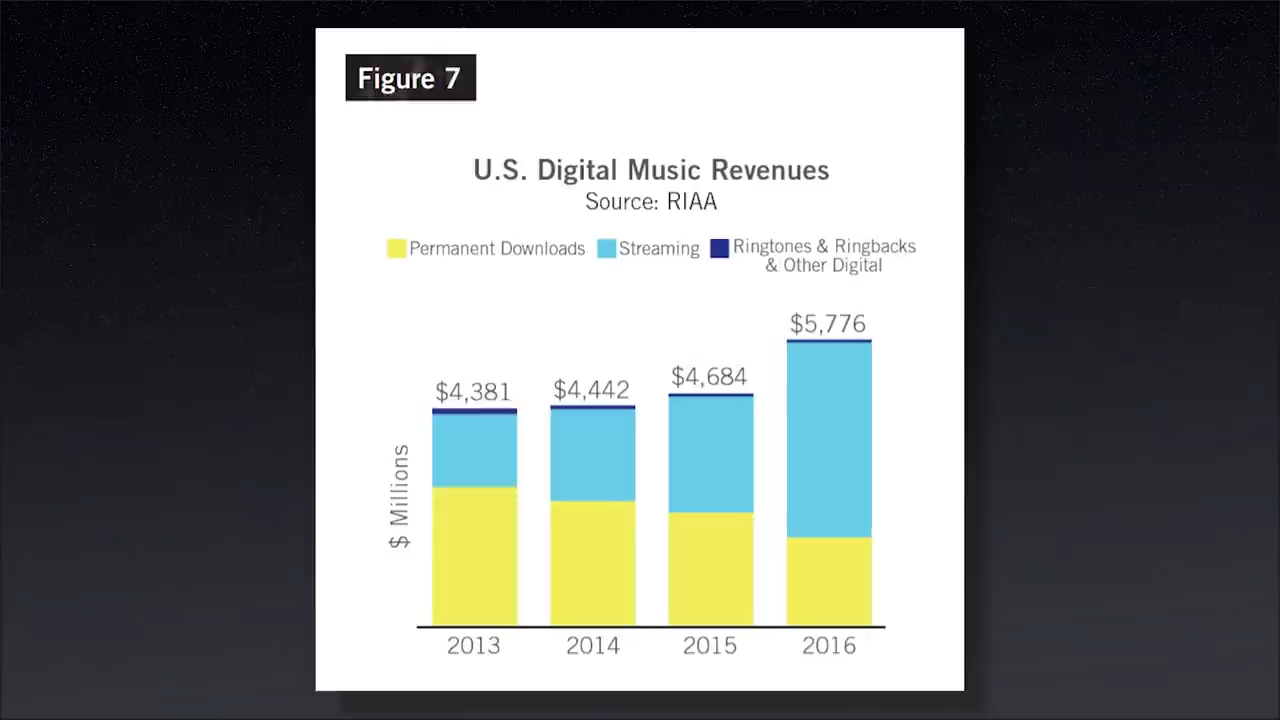 Figure 7
U.S. Digital Music Revenues
Source: RIAA
Permanent Downloads
Streaming
Ringtones & Ringbacks
& Other Digital
$ Millions
$4,381
$4,442
$4,684
$5,776
2013
2014
2015
2016